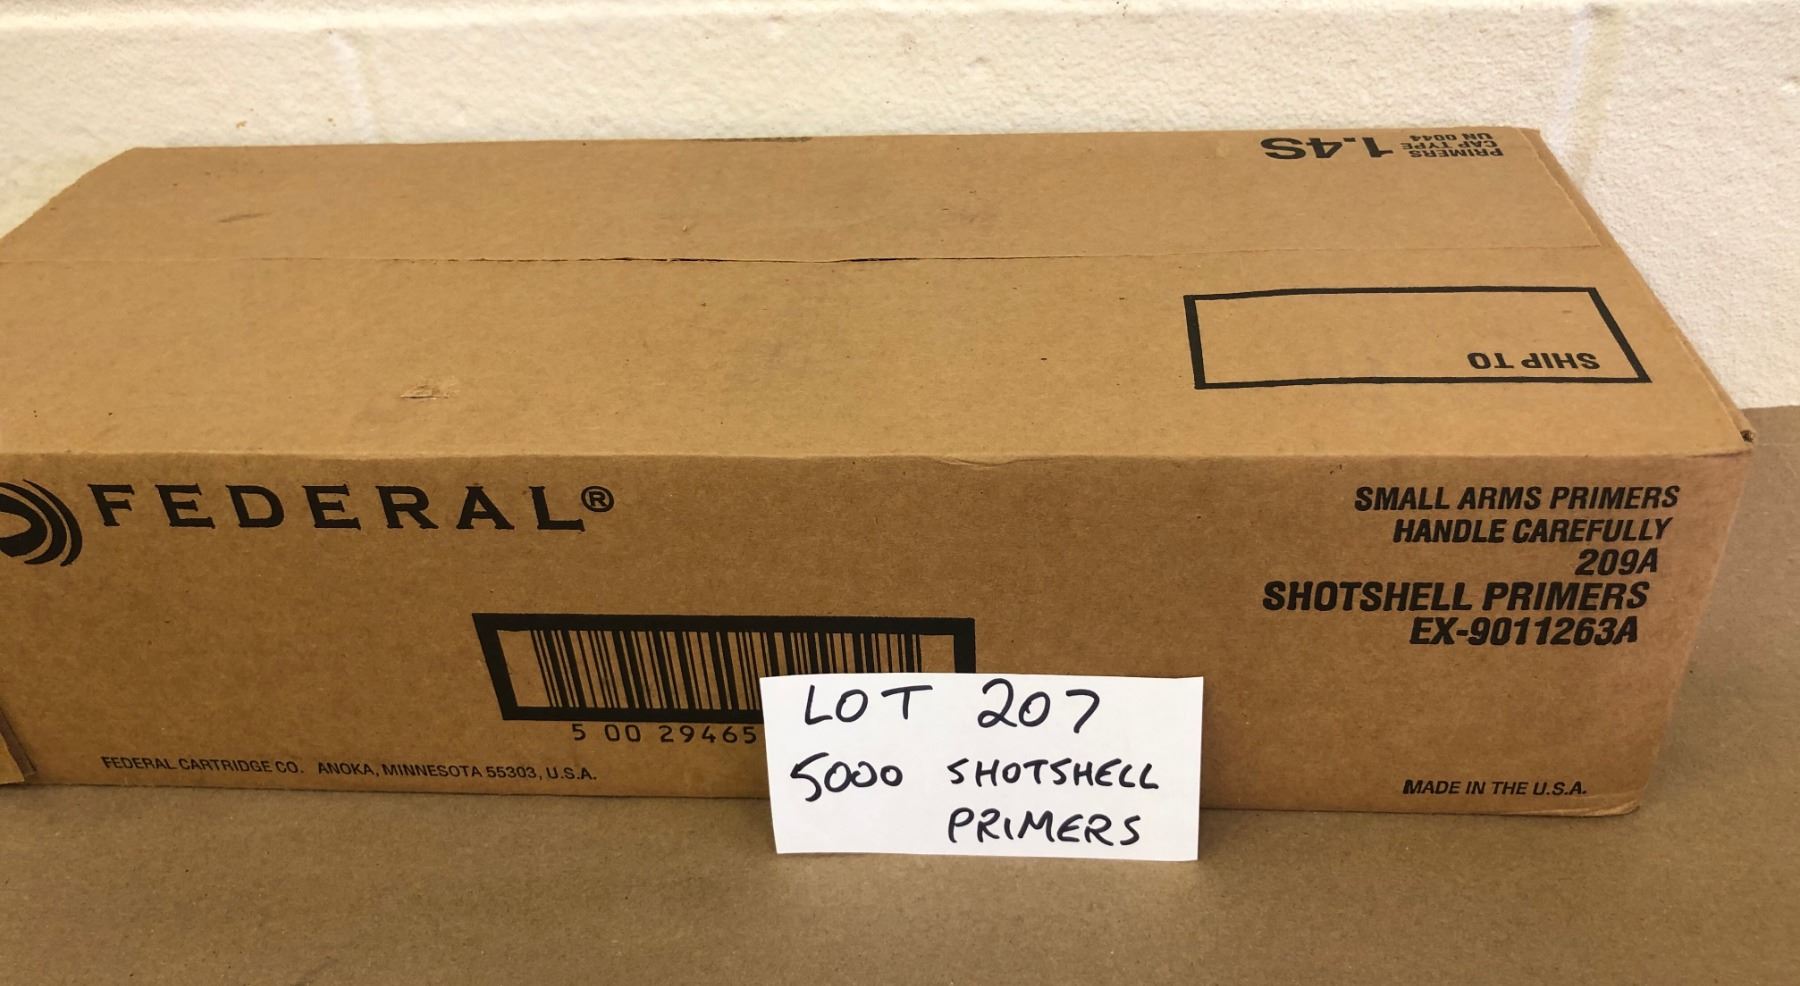 PRIMERS
CAP TYPE
UN 0044
1.4S
SHIP TO
FEDERAL®
SMALL ARMS PRIMERS
HANDLE CAREFULLY
209A
SHOTSHELL PRIMERS
EX-9011263A
5 00 29465
FEDERAL CARTRIDGE CO. ANOKA, MINNESOTA 55303, U.S.A.
MADE IN THE U.S.A.
LOT 207
5000 SHOTSHELL
PRIMERS